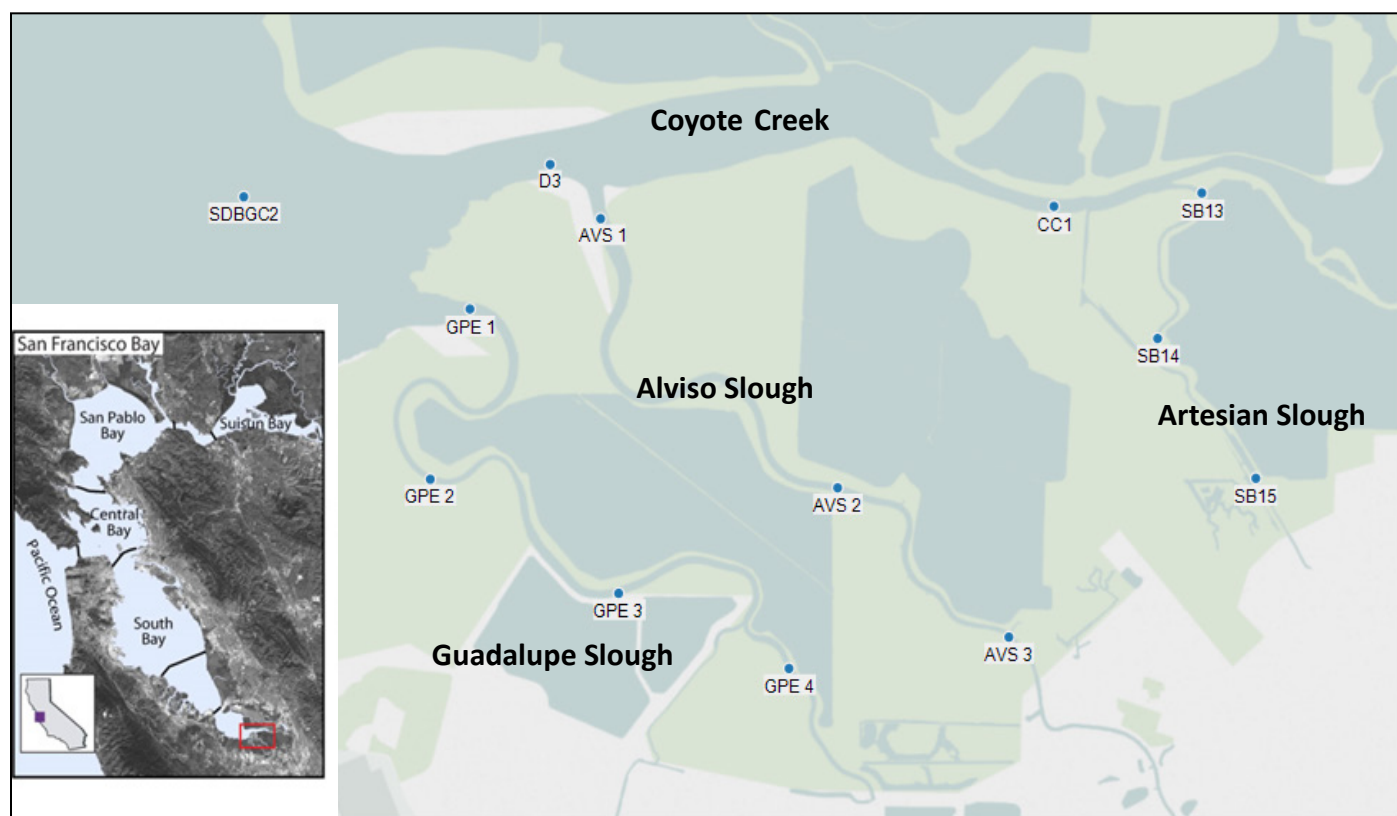 Coyote Creek
D3
SDBGC2
AVS 1
CC1
SB13
GPE 1
SB14
San Francisco Bay
San Pablo
Bay
Suisun Bay
Alviso Slough
Artesian Slough
GPE 2
AVS 2
SB15
Central
Bay
Pacific Ocean
South
Bay
GPE 3
Guadalupe Slough
AVS 3
GPE 4